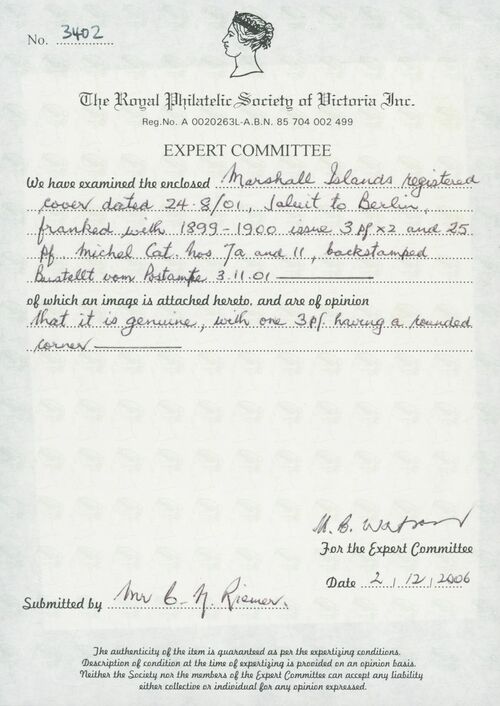 No. 3402
The Royal Philatelic Society of Victoria Inc.
Reg.No. A 0020263L-A.B.N. 85 704 002 499
EXPERT COMMITTEE
We have examined the enclosed Marshall Islands registered
cover dated 24.8/01, Jaluit to Berlin,
franked with 1899-1900 issue 3 pf x2 and 25
pf. Michel Cat. nos 7a and 11, backstamped
vom 3.11.01
of which an image is attached hereto, and are of opinion
that it is genuine, with one 3pf. having a rounded
corner
M. B. Watson
For the Expert Committee
Date 2/12/2006
Submitted by Mr C. N. Riemer.
The authenticity of the item is guaranteed as per the expertizing conditions.
Description of condition at the time of expertizing is provided on an opinion basis.
Neither the Society nor the members of the Expert Committee can accept any liability
either collective or individual for any opinion expressed.